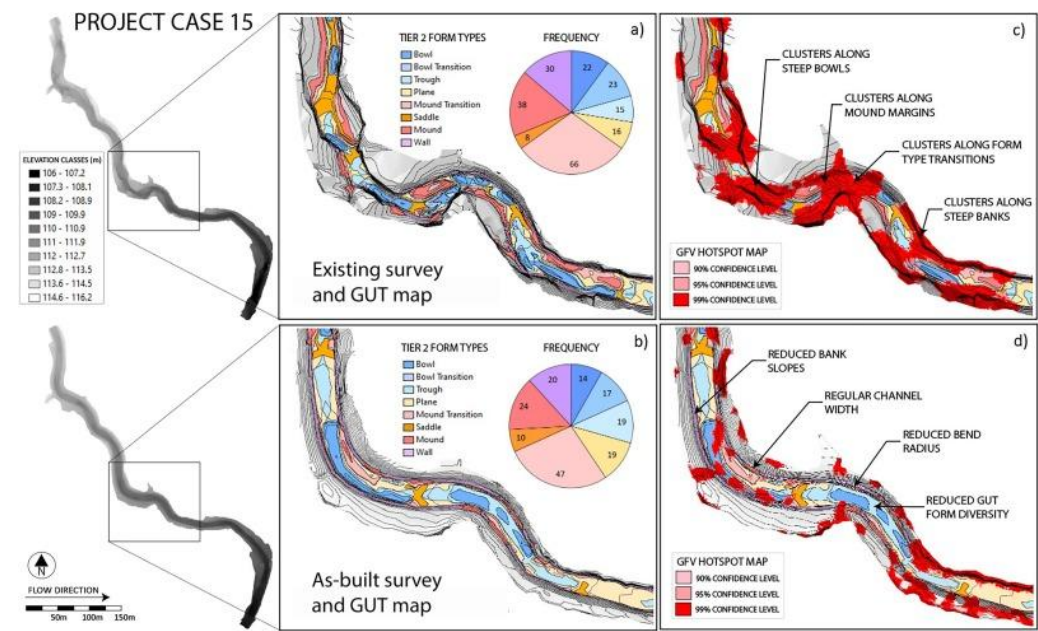 PROJECT CASE 15
ELEVATION CLASSES (m)
106 - 107.2
107.3 - 108.1
108.2 - 108.9
109 - 109.9
110 - 110.9
111 - 111.9
112 - 112.7
112.8 - 113.5
113.6 - 114.5
114.6 - 116.2
N
FLOW DIRECTION
50m 100m 150m
a)
TIER 2 FORM TYPES
Bowl
Bowl Transition
Trough
Plane
Mound Transition
Saddle
Mound
Wall
FREQUENCY
22
23
15
16
66
8
38
30
Existing survey
and GUT map
c)
CLUSTERS ALONG
STEEP BOWLS
CLUSTERS ALONG
MOUND MARGINS
CLUSTERS ALONG FORM
TYPE TRANSITIONS
CLUSTERS ALONG
STEEP BANKS
GFV HOTSPOT MAP
90% CONFIDENCE LEVEL
95% CONFIDENCE LEVEL
99% CONFIDENCE LEVEL
b)
TIER 2 FORM TYPES
Bowl
Bowl Transition
Trough
Plane
Mound Transition
Saddle
Mound
Wall
FREQUENCY
14
17
19
19
47
10
24
20
As-built survey
and GUT map
d)
REDUCED BANK
SLOPES
REGULAR CHANNEL
WIDTH
REDUCED BEND
RADIUS
REDUCED GUT
FORM DIVERSITY
GFV HOTSPOT MAP
90% CONFIDENCE LEVEL
95% CONFIDENCE LEVEL
99% CONFIDENCE LEVEL